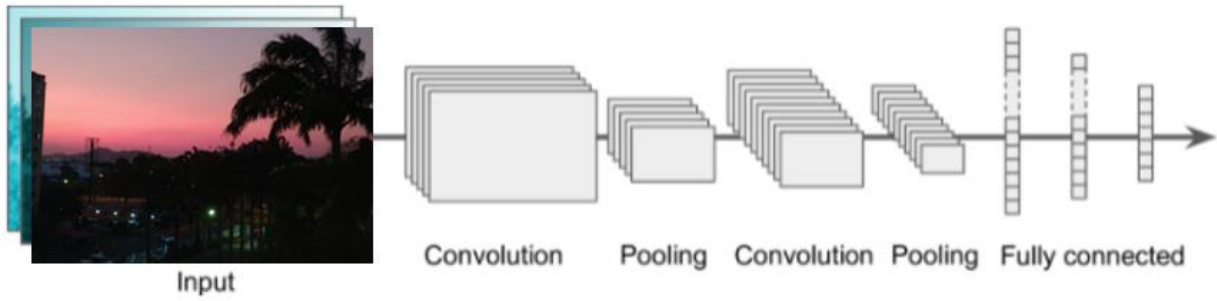 Convolution
Pooling
Convolution
Pooling
Fully connected
Input